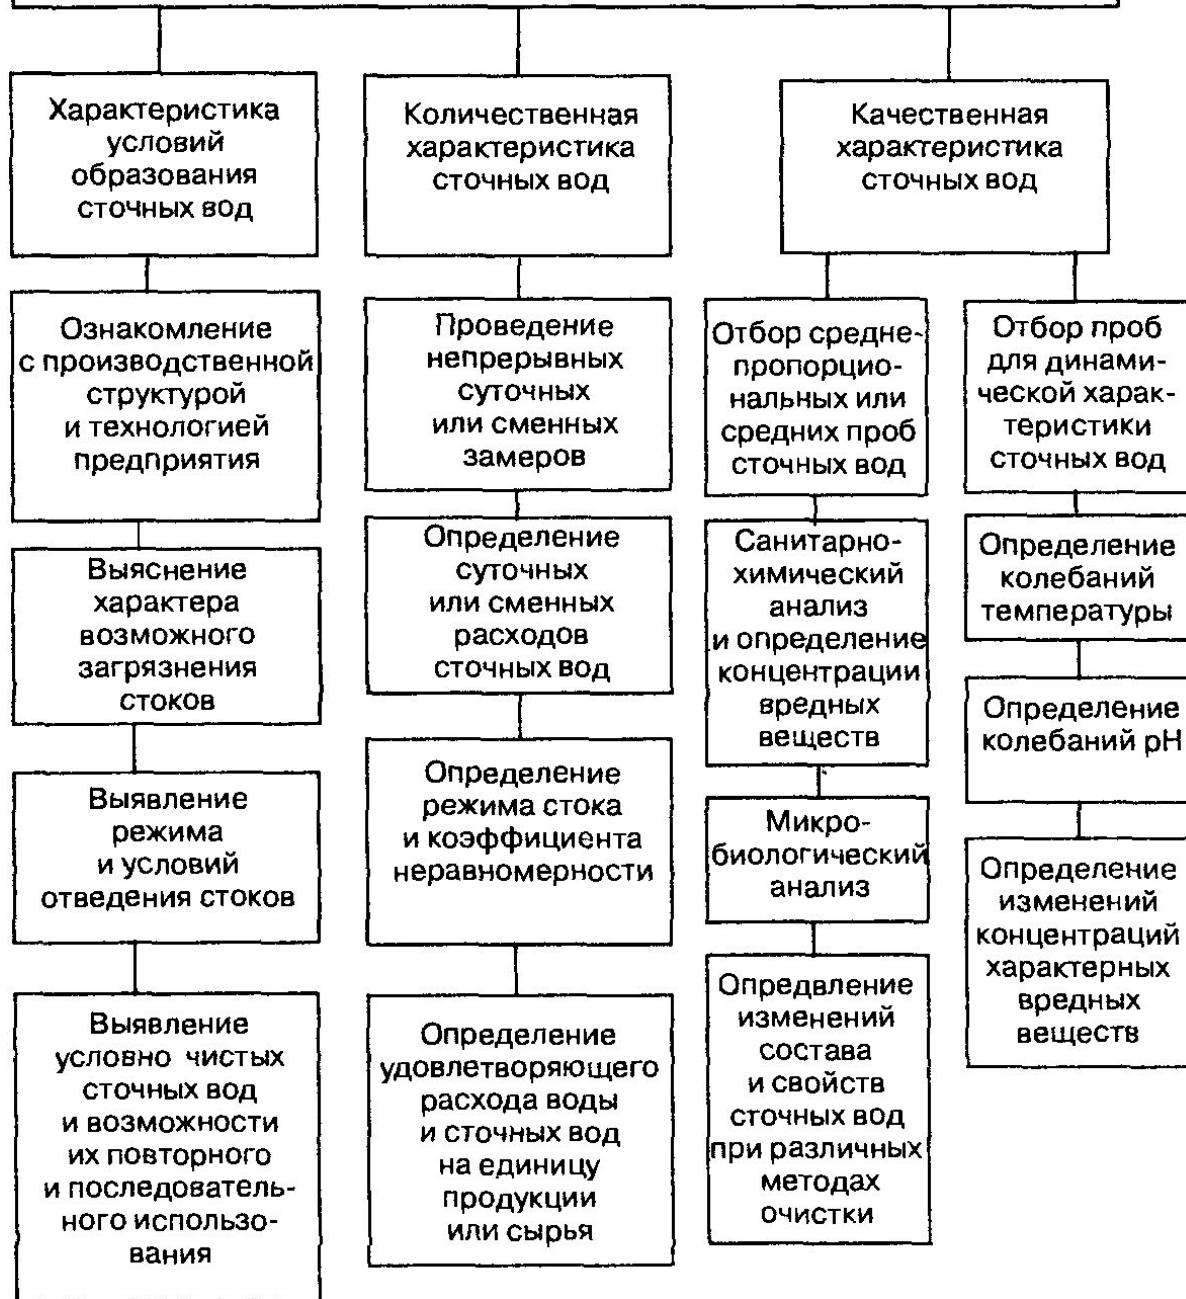 Характеристика
условий
образования
сточных вод
Ознакомление
с производственной
структурой
и технологией
предприятия
Выяснение
характера
возможного
загрязнения
стоков
Выявление
режима
и условий
отведения стоков
Выявление
условно чистых
сточных вод
и возможности
их повторного
и последователь-
ного использо-
вания
Количественная
характеристика
сточных вод
Проведение
непрерывных
суточных
или сменных
замеров
Определение
суточных
или сменных
расходов
сточных вод
Определение
режима стока
и коэффициента
неравномерности
Определение
удовлетворяющего
расхода воды
и сточных вод
на единицу
продукции
или сырья
Качественная
характеристика
сточных вод
Отбор средне-
пропорцио-
нальных или
средних проб
сточных вод
Санитарно-
химический
анализ
и определение
концентрации
вредных
веществ
Микро-
биологический
анализ
Опредвление
изменений
состава
и свойств
сточных вод
при различных
методах
очистки
Отбор проб
для динами-
ческой харак-
теристики
сточных вод
Определение
колебаний
температуры
Определение
колебаний рН
Определение
изменений
концентраций
характерных
вредных
веществ